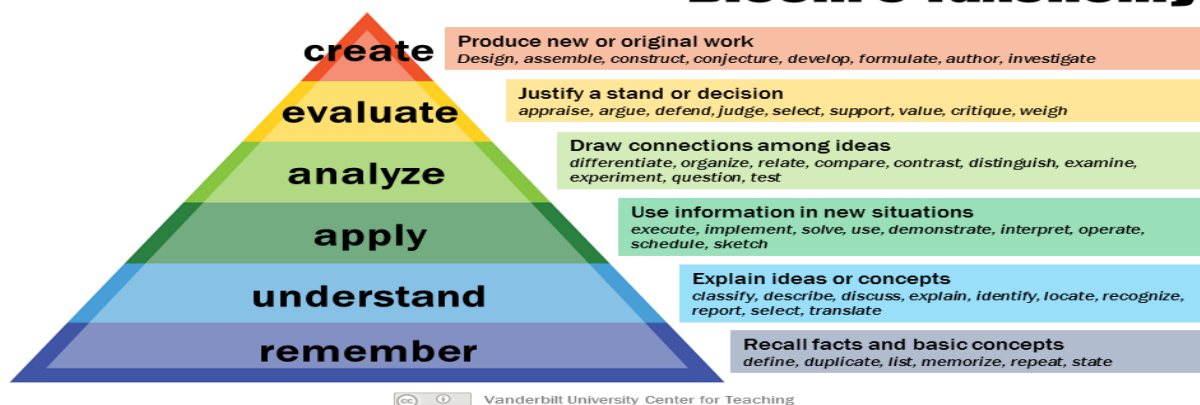 Bloom's Taxonomy
create
Produce new or original work
Design, assemble, construct, conjecture, develop, formulate, author, investigate
evaluate
Justify a stand or decision
appraise, argue, defend, judge, select, support, value, critique, weigh
analyze
Draw connections among ideas
differentiate, organize, relate, compare, contrast, distinguish, examine,
experiment, question, test
apply
Use information in new situations
execute, implement, solve, use, demonstrate, interpret, operate,
schedule, sketch
understand
Explain ideas or concepts
classify, describe, discuss, explain, identify, locate, recognize,
report, select, translate
remember
Recall facts and basic concepts
define, duplicate, list, memorize, repeat, state
cc
Vanderbilt University Center for Teaching